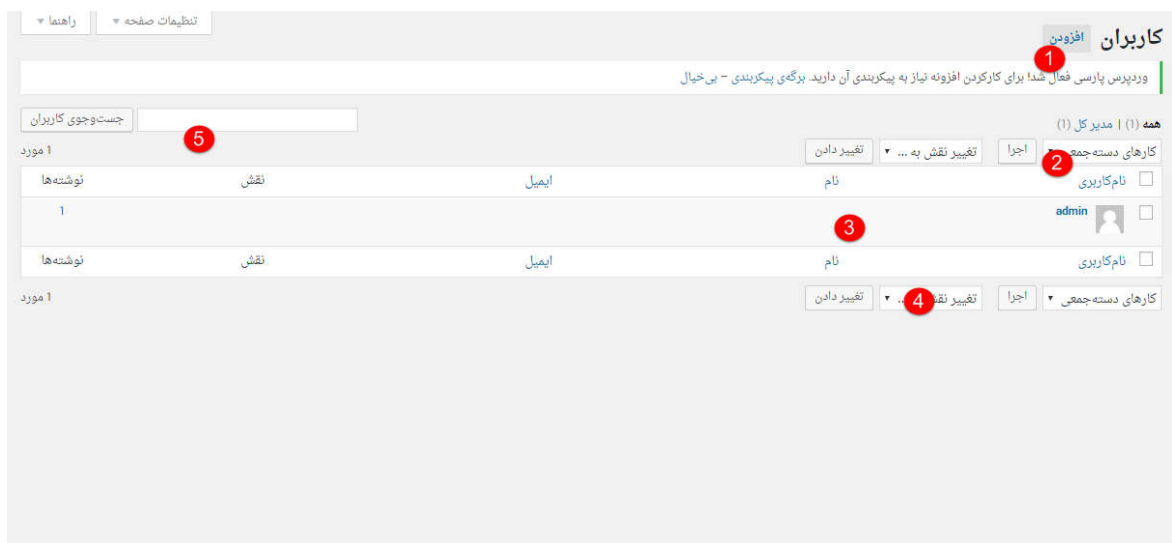 راهنما تنظیمات صفحه
کاربران افزودن
1
وردپرس پارسی فعال شد! برای کارکردن افزونه نیاز به پیکربندی آن دارید. برگه‌ی پیکربندی – بی‌خیال
همه (1) | مدیر کل (1)
جست‌وجوی کاربران
5
کارهای دسته‌جمعی اجرا تغییر نقش به ... تغییر دادن 1 مورد
2
نام‌کاربری نام ایمیل نقش نوشته‌ها
admin 1
3
نام‌کاربری نام ایمیل نقش نوشته‌ها
کارهای دسته‌جمعی اجرا تغییر .. تغییر دادن 1 مورد
4